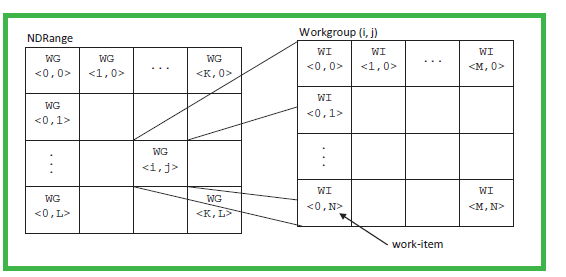 NDRange
WG WG ... WG
<0,0> <1,0> <K,0>
WG
<0,1>
...
WG
<i,j>
WG WG
<0,L> <K,L>
Workgroup (i, j)
WI WI ... WI
<0,0> <1,0> <M,0>
WI
<0,1>
...
WI WI
<0,N> <M,N>
work-item